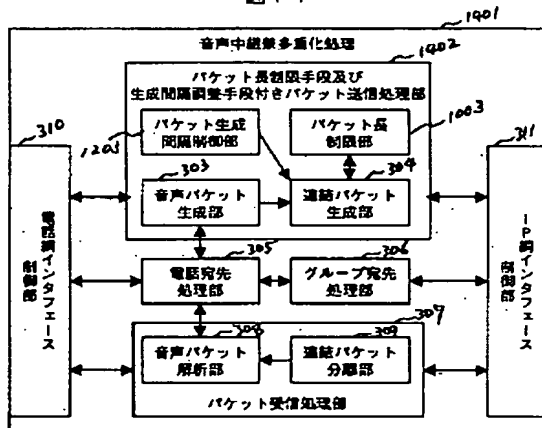 1401
音声中継兼多重化処理
1402
パケット長制限手段及び
生成間隔調整手段付きパケット送信処理部
310
パケット生成
間隔制御部
1203
パケット長
制限部
1003
311
303
304
音声パケット
生成部
連結パケット
生成部
電話網インタフェース
制御部
IP網インタフェース
制御部
305
306
電話宛先
処理部
グループ宛先
処理部
307
308
309
音声パケット
解析部
連結パケット
分離部
パケット受信処理部